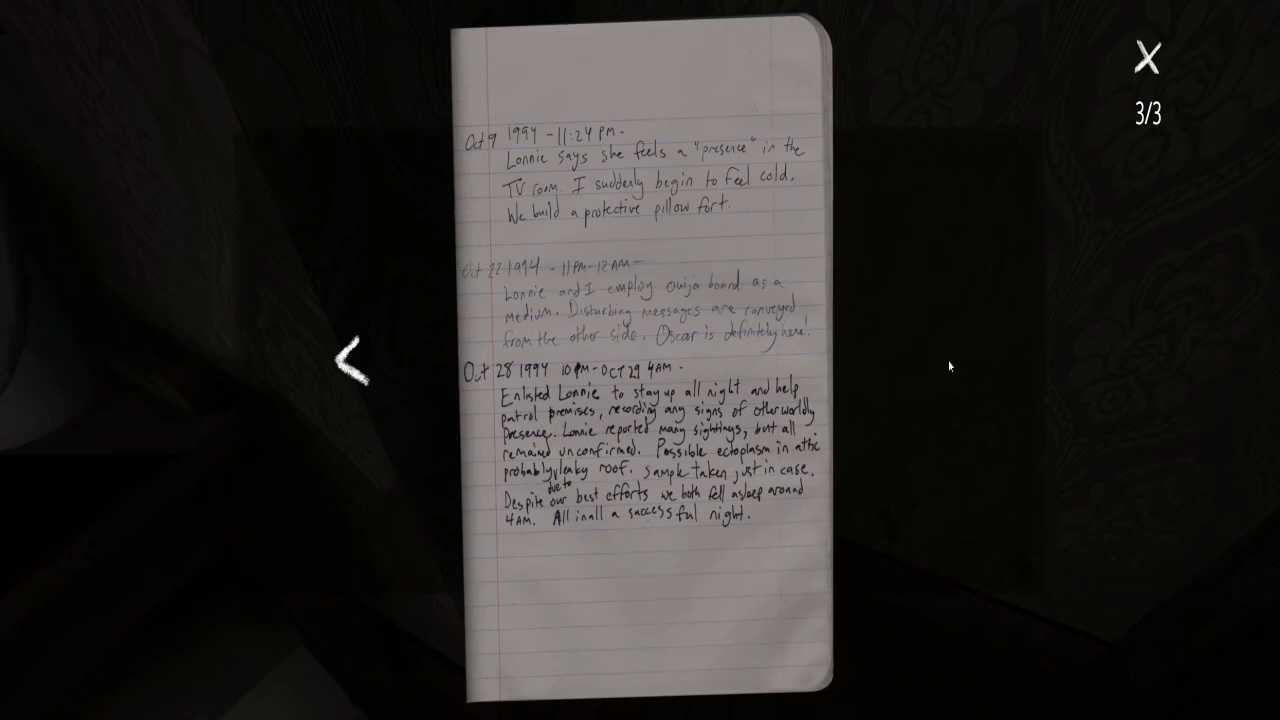 3/3
Oct 9 1994 - 11:24 PM -
Lonnie says she feels a "presence" in the
TV room. I suddenly begin to feel cold.
We build a protective pillow fort.
Oct 22 1994 - 11PM-12AM -
Lonnie and I employ ouija board as a
medium. Disturbing messages are conveyed
from the other side. Oscar is definitely here!
Oct 28 1994 10PM - OCT 29 4AM -
Enlisted Lonnie to stay up all night and help
patrol premises, recording any signs of otherworldly
presence. Lonnie reported many sightings, but all
remained unconfirmed. Possible ectoplasm in attic
probably due to leaky roof. Sample taken just in case.
Despite our best efforts we both fell asleep around
4AM. All in all a successful night.